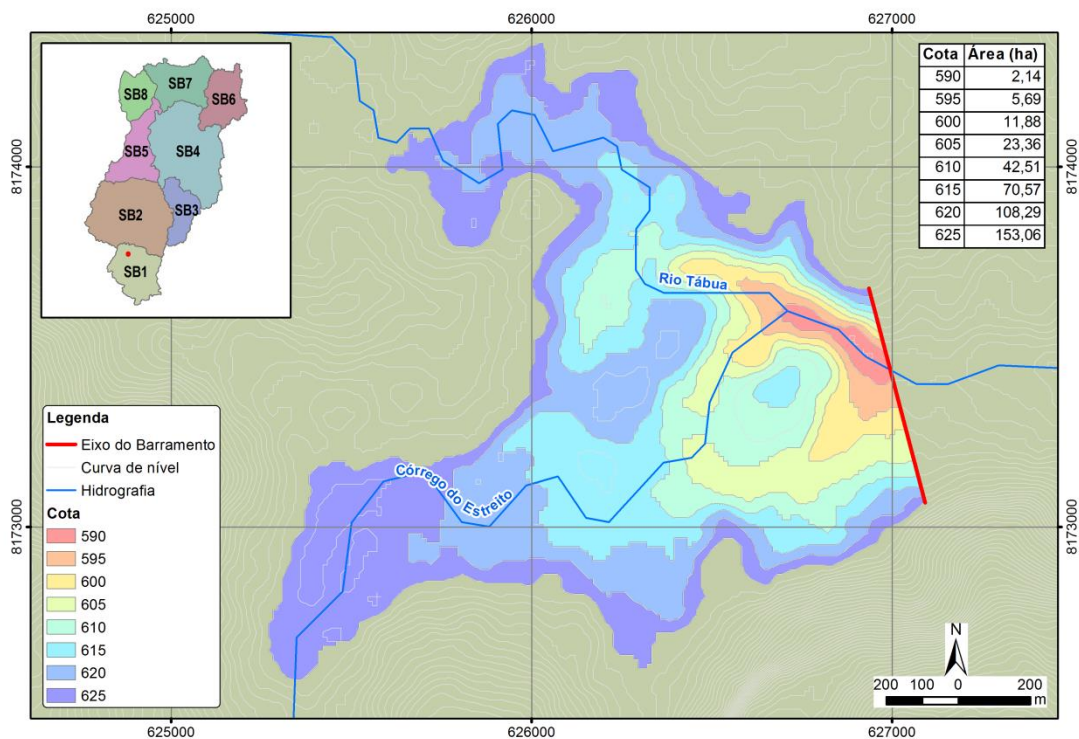 625000 626000 627000
SB7
SB8
SB6
SB5
SB4
SB2
SB3
SB1
Cota Área (ha)
590 2,14
595 5,69
600 11,88
605 23,36
610 42,51
615 70,57
620 108,29
625 153,06
8174000 8174000
Rio Tábua
Legenda
Eixo do Barramento
Curva de nível
Hidrografia
Cota
590
595
600
605
610
615
620
625
Córrego do Estreito
8173000 8173000
N
200 100 0 200
m
625000 626000 627000